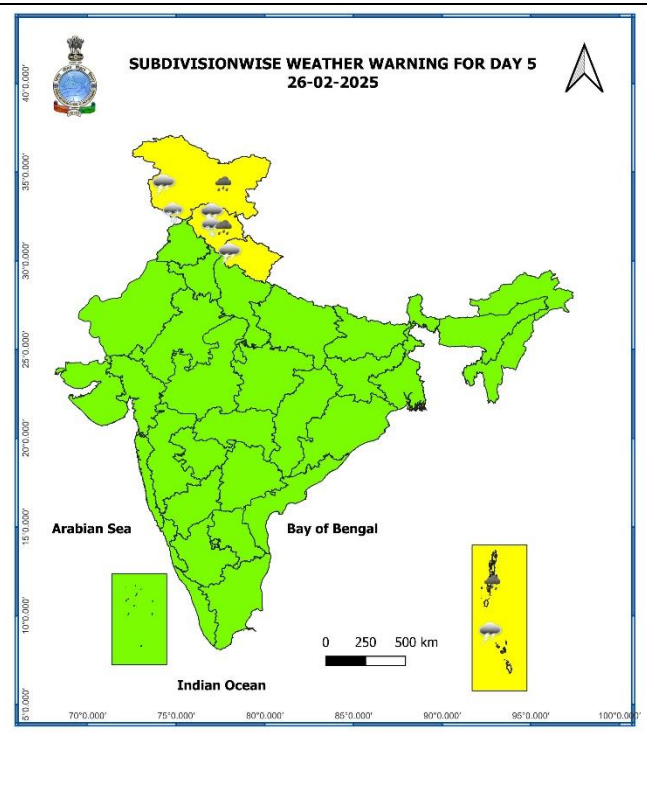 SUBDIVISIONWISE WEATHER WARNING FOR DAY 5
26-02-2025
40°0.000'
35°0.000'
30°0.000'
25°0.000'
20°0.000'
15°0.000'
10°0.000'
5°0.000'
Arabian Sea
Bay of Bengal
0 250 500 km
Indian Ocean
70°0.000' 75°0.000' 80°0.000' 85°0.000' 90°0.000' 95°0.000' 100°0.000'